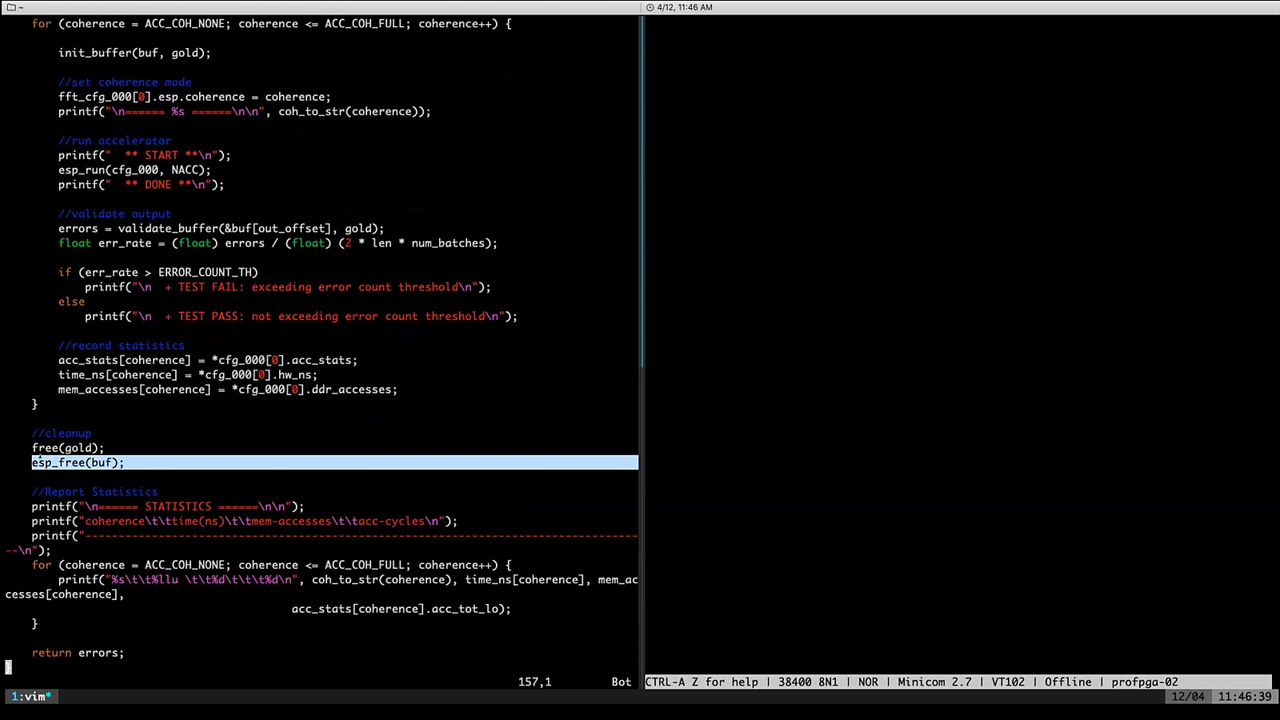 ~
4/12, 11:46 AM
for (coherence = ACC_COH_NONE; coherence <= ACC_COH_FULL; coherence++) {
init_buffer(buf, gold);
//set coherence mode
fft_cfg_000[0].esp.coherence = coherence;
printf("\n====== %s ======\n\n", coh_to_str(coherence));
//run accelerator
printf("  ** START **\n");
esp_run(cfg_000, NACC);
printf("  ** DONE **\n");
//validate output
errors = validate_buffer(&buf[out_offset], gold);
float err_rate = (float) errors / (float) (2 * len * num_batches);
if (err_rate > ERROR_COUNT_TH)
printf("\n  + TEST FAIL: exceeding error count threshold\n");
else
printf("\n  + TEST PASS: not exceeding error count threshold\n");
//record statistics
acc_stats[coherence] = *cfg_000[0].acc_stats;
time_ns[coherence] = *cfg_000[0].hw_ns;
mem_accesses[coherence] = *cfg_000[0].ddr_accesses;
}
//cleanup
free(gold);
esp_free(buf);
//Report Statistics
printf("\n====== STATISTICS ======\n\n");
printf("coherence\t\ttime(ns)\t\tmem-accesses\t\tacc-cycles\n");
printf("-----------------------------------------------------------------------------------
--\n");
for (coherence = ACC_COH_NONE; coherence <= ACC_COH_FULL; coherence++) {
printf("%s\t\t%llu \t\t%d\t\t\t%d\n", coh_to_str(coherence), time_ns[coherence], mem_ac
cesses[coherence],
acc_stats[coherence].acc_tot_lo);
}
return errors;
}
157,1 Bot
CTRL-A Z for help | 38400 8N1 | NOR | Minicom 2.7 | VT102 | Offline | profpga-02
1:vim* 12/04 11:46:39